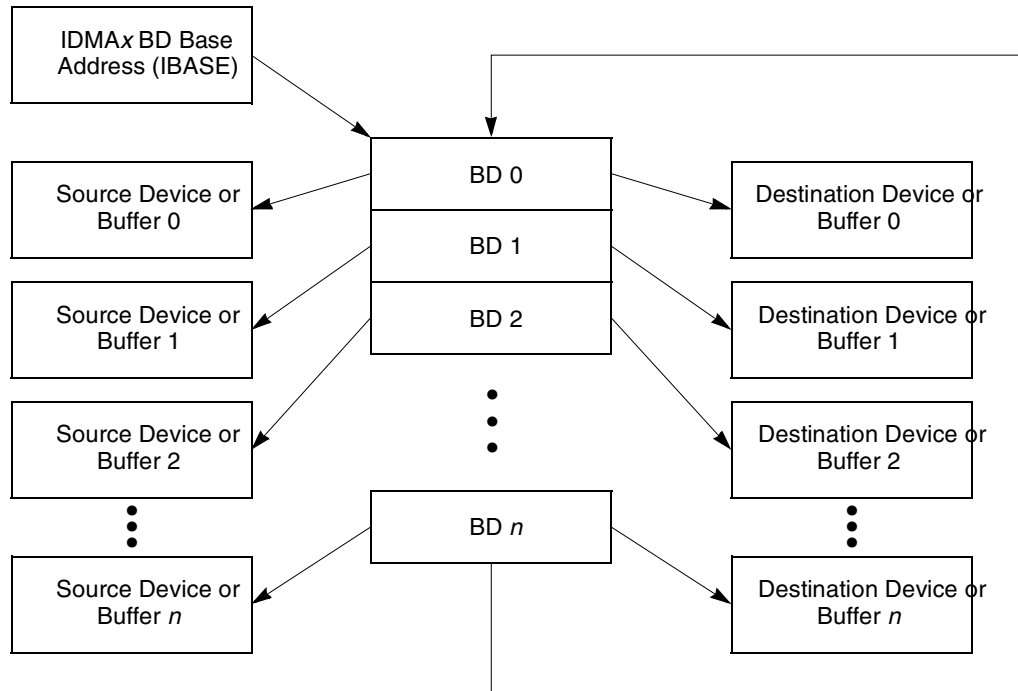 IDMAx BD Base
Address (IBASE)
BD 0
Source Device or
Buffer 0
Destination Device or
Buffer 0
BD 1
Source Device or
Buffer 1
Destination Device or
Buffer 1
BD 2
Source Device or
Buffer 2
Destination Device or
Buffer 2
BD n
Source Device or
Buffer n
Destination Device or
Buffer n